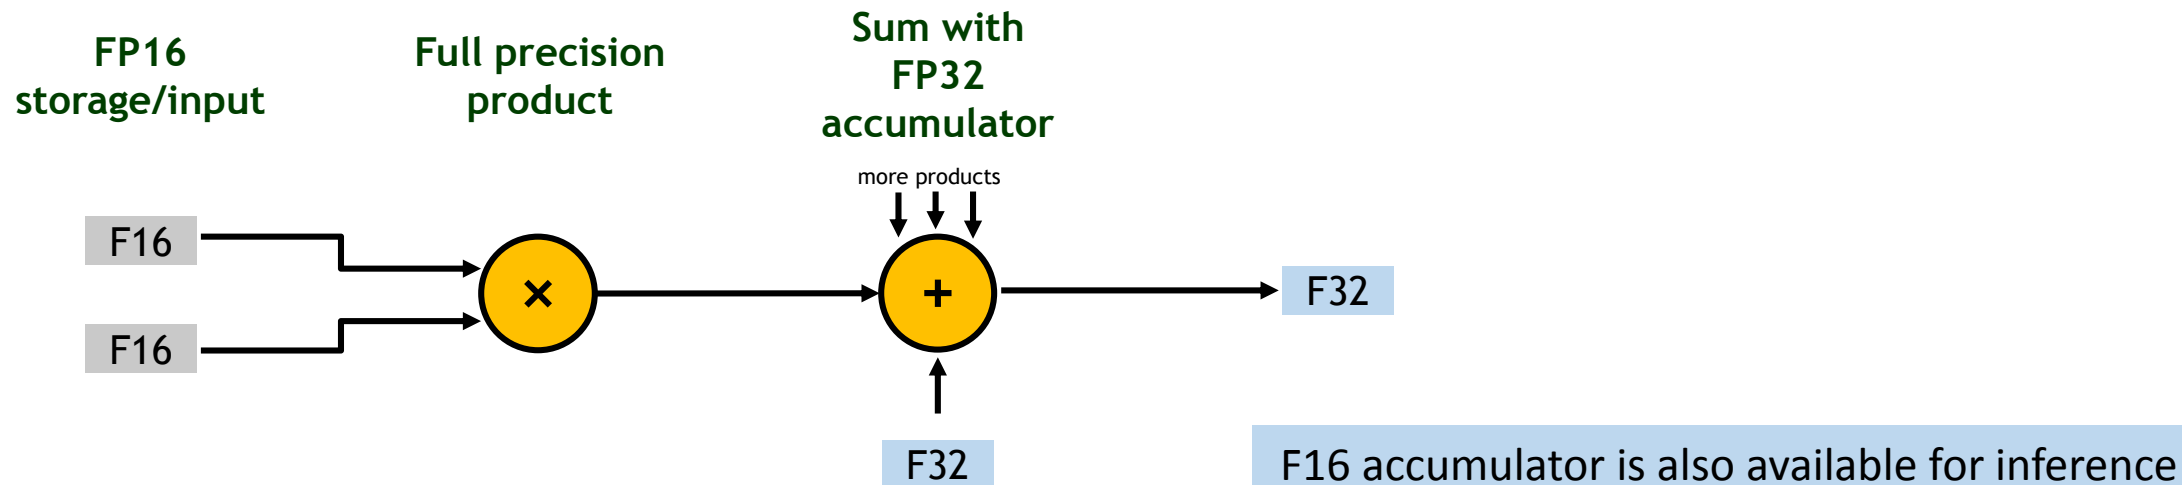 FP16
storage/input
Full precision
product
Sum with
FP32
accumulator
more products
F16
×
+
F32
F16
F32
F16 accumulator is also available for inference